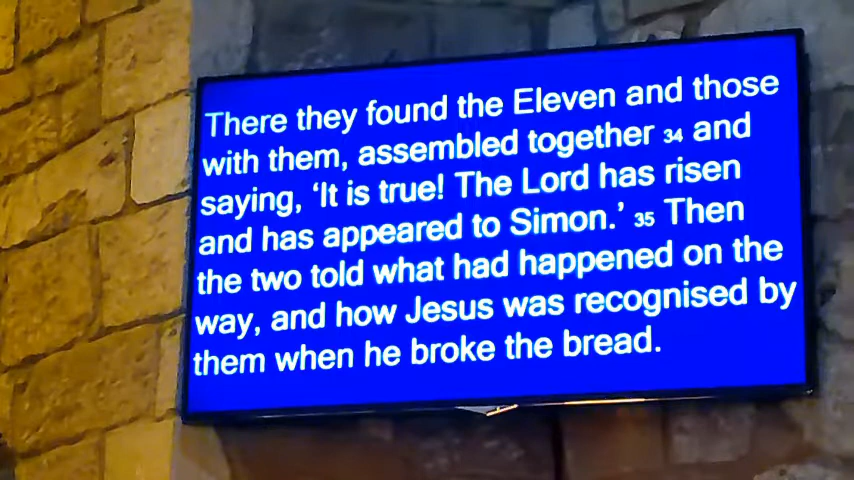 There they found the Eleven and those
with them, assembled together 34 and
saying, ‘It is true! The Lord has risen
and has appeared to Simon.’ 35 Then
the two told what had happened on the
way, and how Jesus was recognised by
them when he broke the bread.